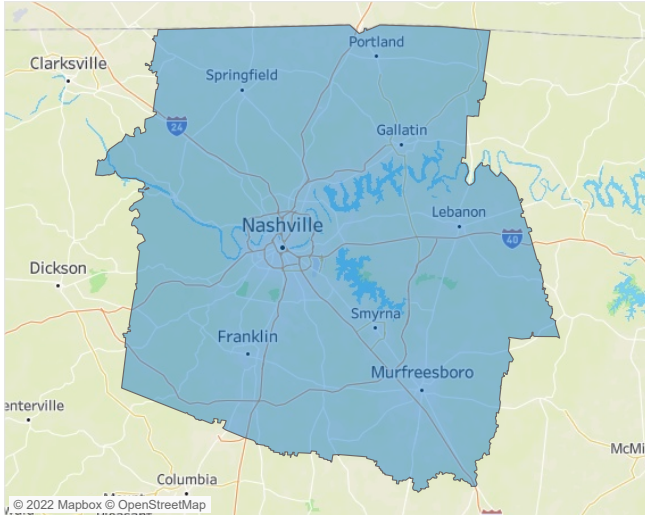 Portland
Clarksville
Springfield
24
Gallatin
Lebanon
Nashville
40
Dickson
Smyrna
Franklin
Murfreesboro
enterville
McMi
Columbia
© 2022 Mapbox © OpenStreetMap